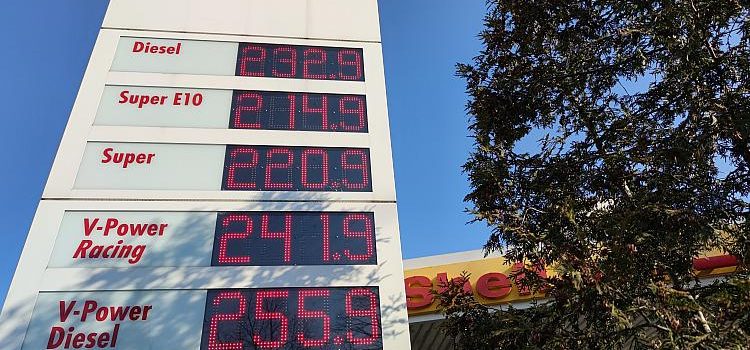 Diesel 232.9
Super E10 214.9
Super 220.9
V-Power
Racing 241.9
V-Power
Diesel 255.9
Shell